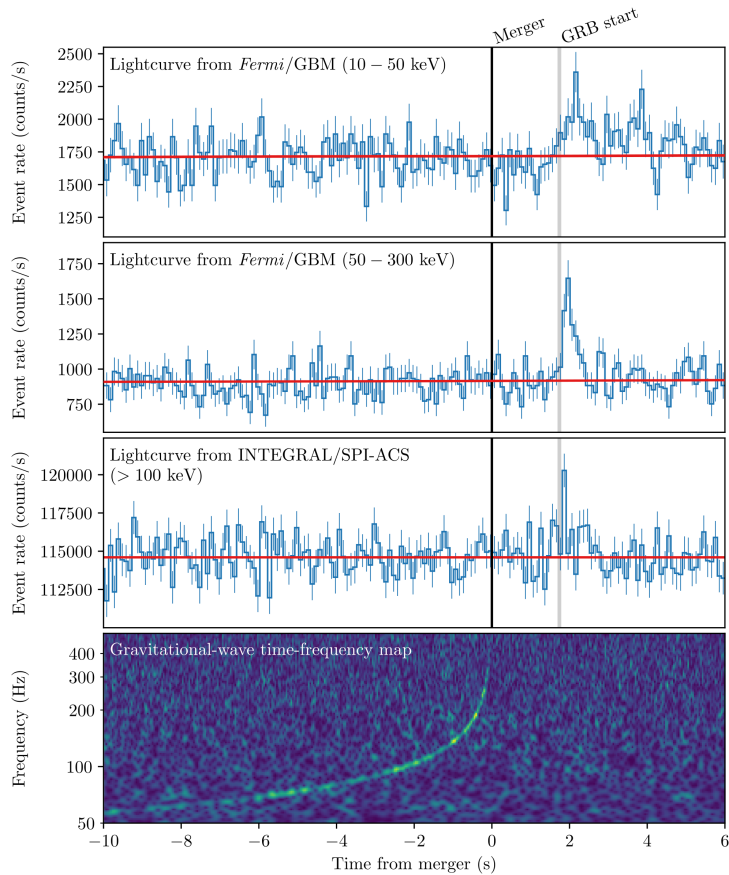 Merger
GRB start
Lightcurve from Fermi/GBM (10 − 50 keV)
Event rate (counts/s)
2500
2250
2000
1750
1500
1250
Lightcurve from Fermi/GBM (50 − 300 keV)
Event rate (counts/s)
1750
1500
1250
1000
750
Lightcurve from INTEGRAL/SPI-ACS
(> 100 keV)
Event rate (counts/s)
120000
117500
115000
112500
Gravitational-wave time-frequency map
Frequency (Hz)
400
300
200
100
50
−10 −8 −6 −4 −2 0 2 4 6
Time from merger (s)